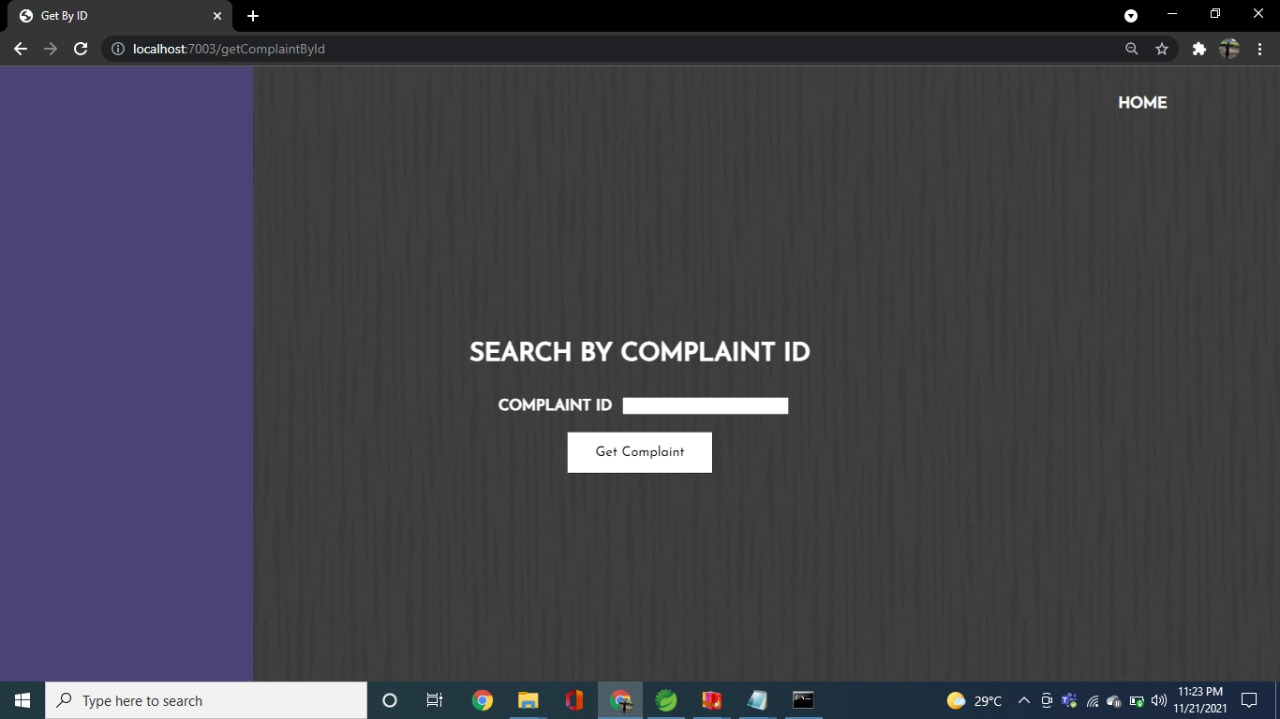 Get By ID
localhost:7003/getComplaintById
HOME
SEARCH BY COMPLAINT ID
COMPLAINT ID
Get Complaint
Type here to search
29°C
11:23 PM
11/21/2021